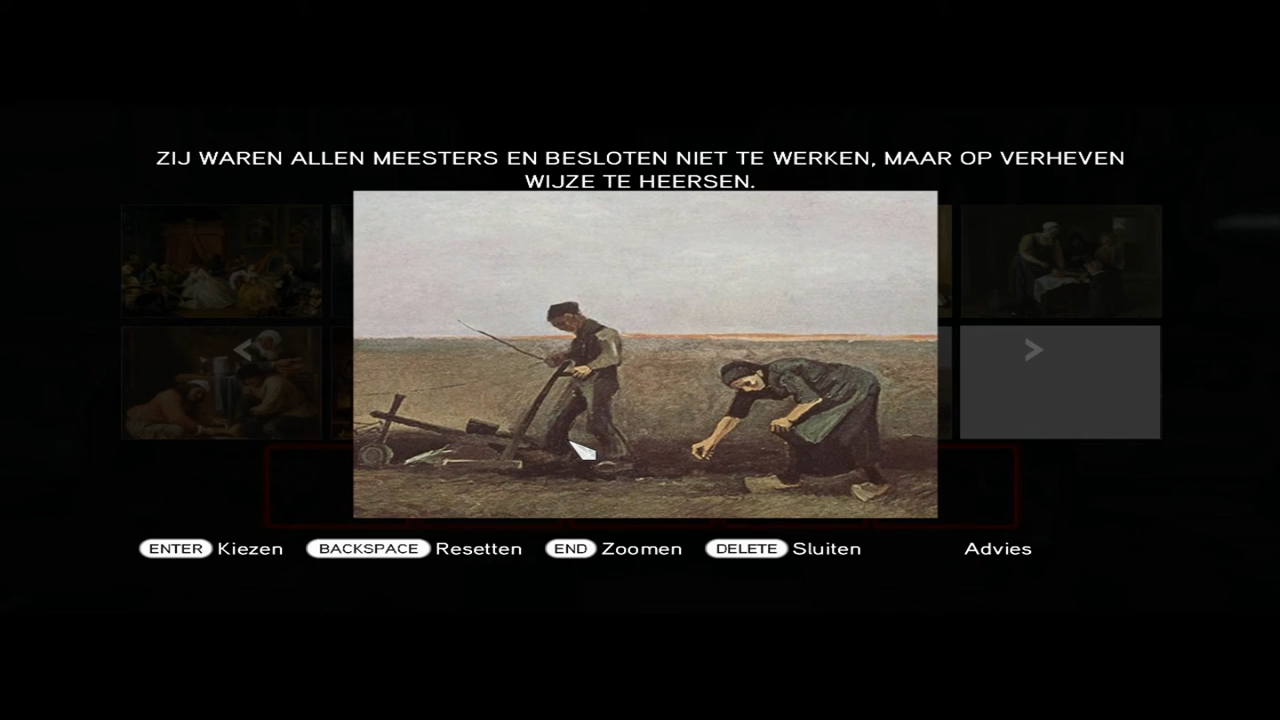 ZIJ WAREN ALLEN MEESTERS EN BESLOTEN NIET TE WERKEN, MAAR OP VERHEVEN
WIJZE TE HEERSEN.
ENTER Kiezen BACKSPACE Resetten END Zoomen DELETE Sluiten Advies